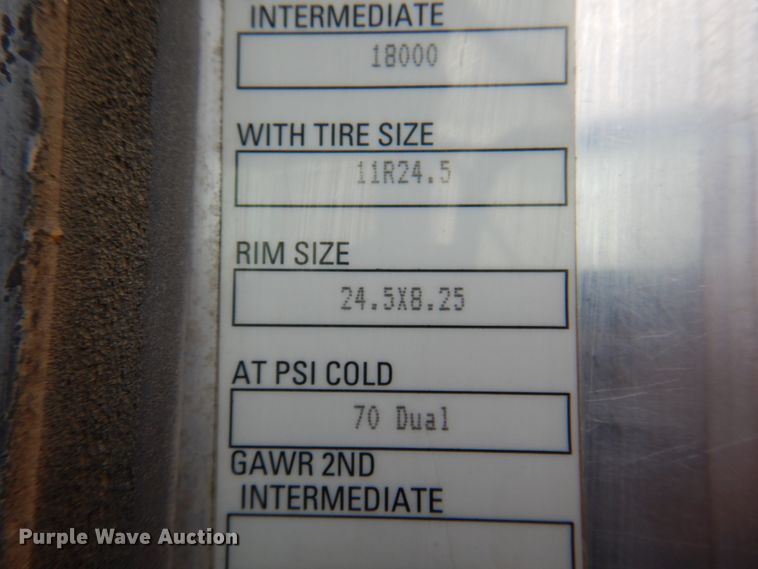 INTERMEDIATE
18000
WITH TIRE SIZE
11R24.5
RIM SIZE
24.5X8.25
AT PSI COLD
70 Dual
GAWR 2ND
INTERMEDIATE
Purple Wave Auction®